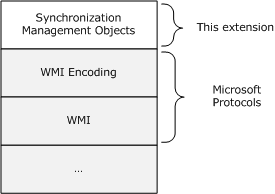 Synchronization
Management Objects
This extension
WMI Encoding
Microsoft
Protocols
WMI
...